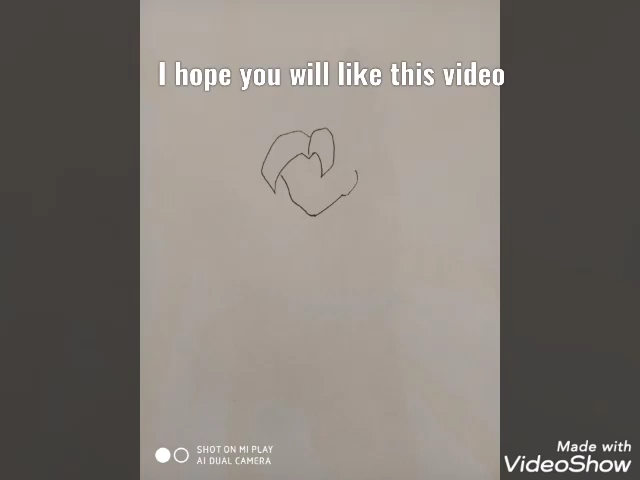 I hope you will like this video
SHOT ON MI PLAY
AI DUAL CAMERA
Made with
VideoShow